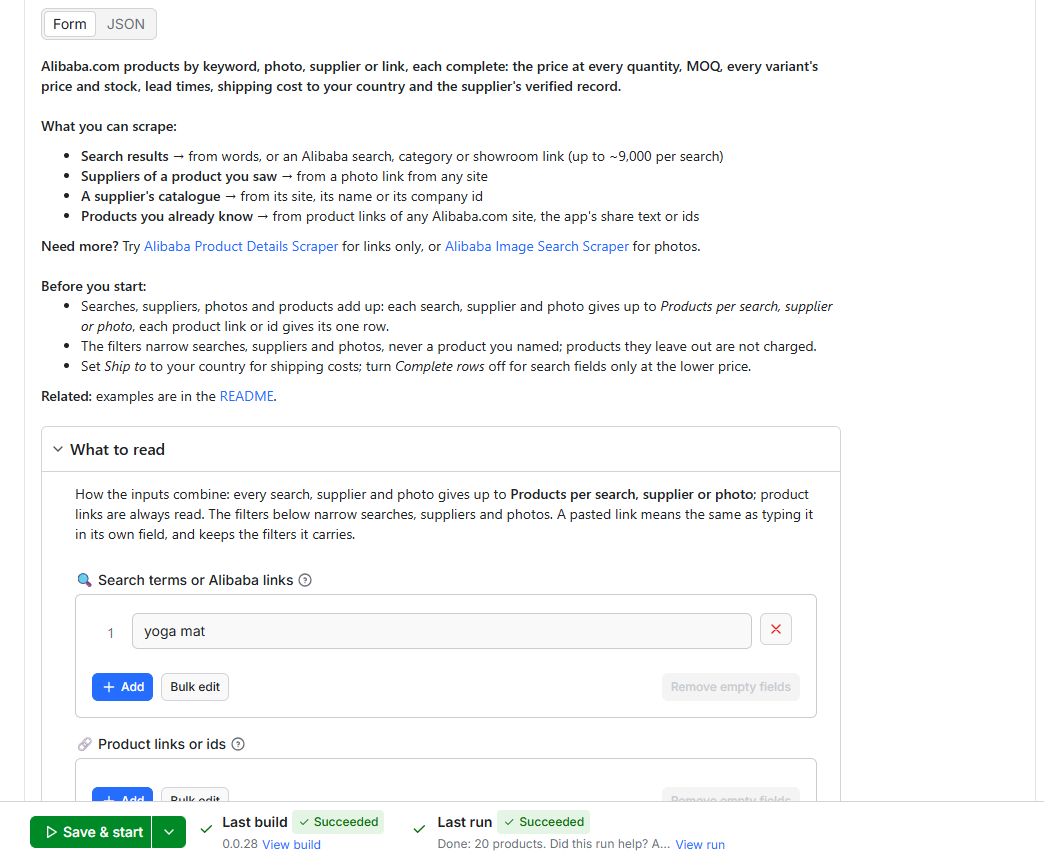 Form JSON
Alibaba.com products by keyword, photo, supplier or link, each complete: the price at every quantity, MOQ, every variant's
price and stock, lead times, shipping cost to your country and the supplier's verified record.
What you can scrape:
• Search results → from words, or an Alibaba search, category or showroom link (up to ~9,000 per search)
• Suppliers of a product you saw → from a photo link from any site
• A supplier's catalogue → from its site, its name or its company id
• Products you already know → from product links of any Alibaba.com site, the app's share text or ids
Need more? Try Alibaba Product Details Scraper for links only, or Alibaba Image Search Scraper for photos.
Before you start:
• Searches, suppliers, photos and products add up: each search, supplier and photo gives up to Products per search, supplier
or photo, each product link or id gives its one row.
• The filters narrow searches, suppliers and photos, never a product you named; products they leave out are not charged.
• Set Ship to to your country for shipping costs; turn Complete rows off for search fields only at the lower price.
Related: examples are in the README.
What to read
How the inputs combine: every search, supplier and photo gives up to Products per search, supplier or photo; product
links are always read. The filters below narrow searches, suppliers and photos. A pasted link means the same as typing it
in its own field, and keeps the filters it carries.
Search terms or Alibaba links
1 yoga mat
+ Add Bulk edit Remove empty fields
Product links or ids
+ Add Bulk edit Remove empty fields
Save & start Last build Succeeded Last run Succeeded
0.0.28 View build Done: 20 products. Did this run help? A... View run